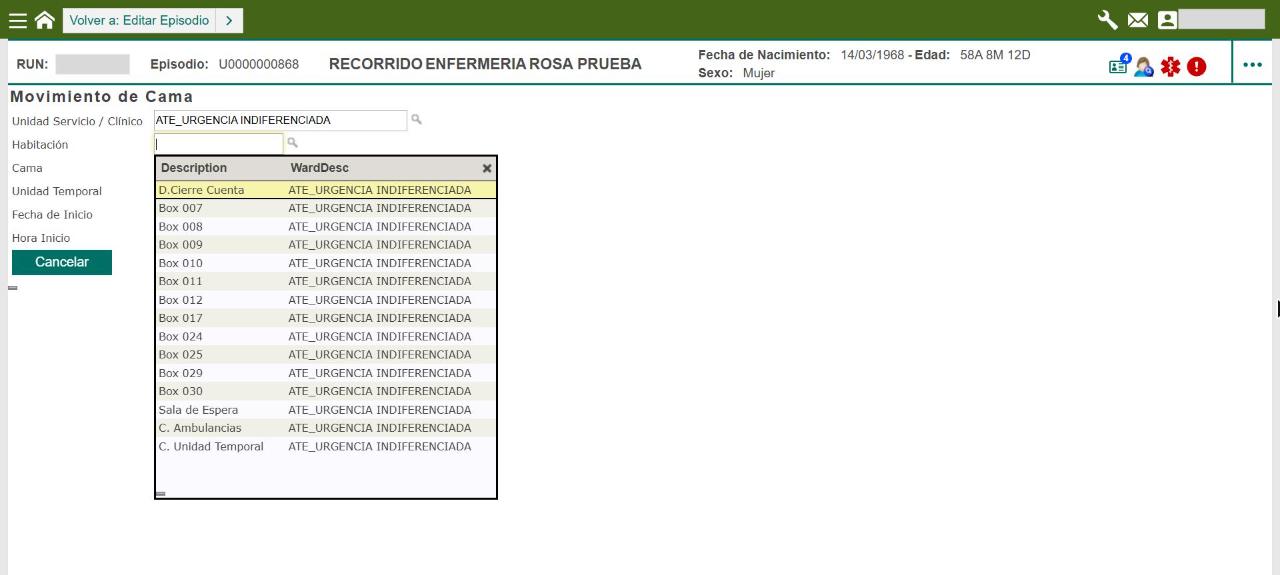 Volver a: Editar Episodio
RUN: Episodio: U0000000868 RECORRIDO ENFERMERIA ROSA PRUEBA Fecha de Nacimiento: 14/03/1968 - Edad: 58A 8M 12D
Sexo: Mujer
4
Movimiento de Cama
Unidad Servicio / Clínico ATE_URGENCIA INDIFERENCIADA
Habitación
Cama
Unidad Temporal
Fecha de Inicio
Hora Inicio
Cancelar
Description WardDesc
D.Cierre Cuenta ATE_URGENCIA INDIFERENCIADA
Box 007 ATE_URGENCIA INDIFERENCIADA
Box 008 ATE_URGENCIA INDIFERENCIADA
Box 009 ATE_URGENCIA INDIFERENCIADA
Box 010 ATE_URGENCIA INDIFERENCIADA
Box 011 ATE_URGENCIA INDIFERENCIADA
Box 012 ATE_URGENCIA INDIFERENCIADA
Box 017 ATE_URGENCIA INDIFERENCIADA
Box 024 ATE_URGENCIA INDIFERENCIADA
Box 025 ATE_URGENCIA INDIFERENCIADA
Box 029 ATE_URGENCIA INDIFERENCIADA
Box 030 ATE_URGENCIA INDIFERENCIADA
Sala de Espera ATE_URGENCIA INDIFERENCIADA
C. Ambulancias ATE_URGENCIA INDIFERENCIADA
C. Unidad Temporal ATE_URGENCIA INDIFERENCIADA